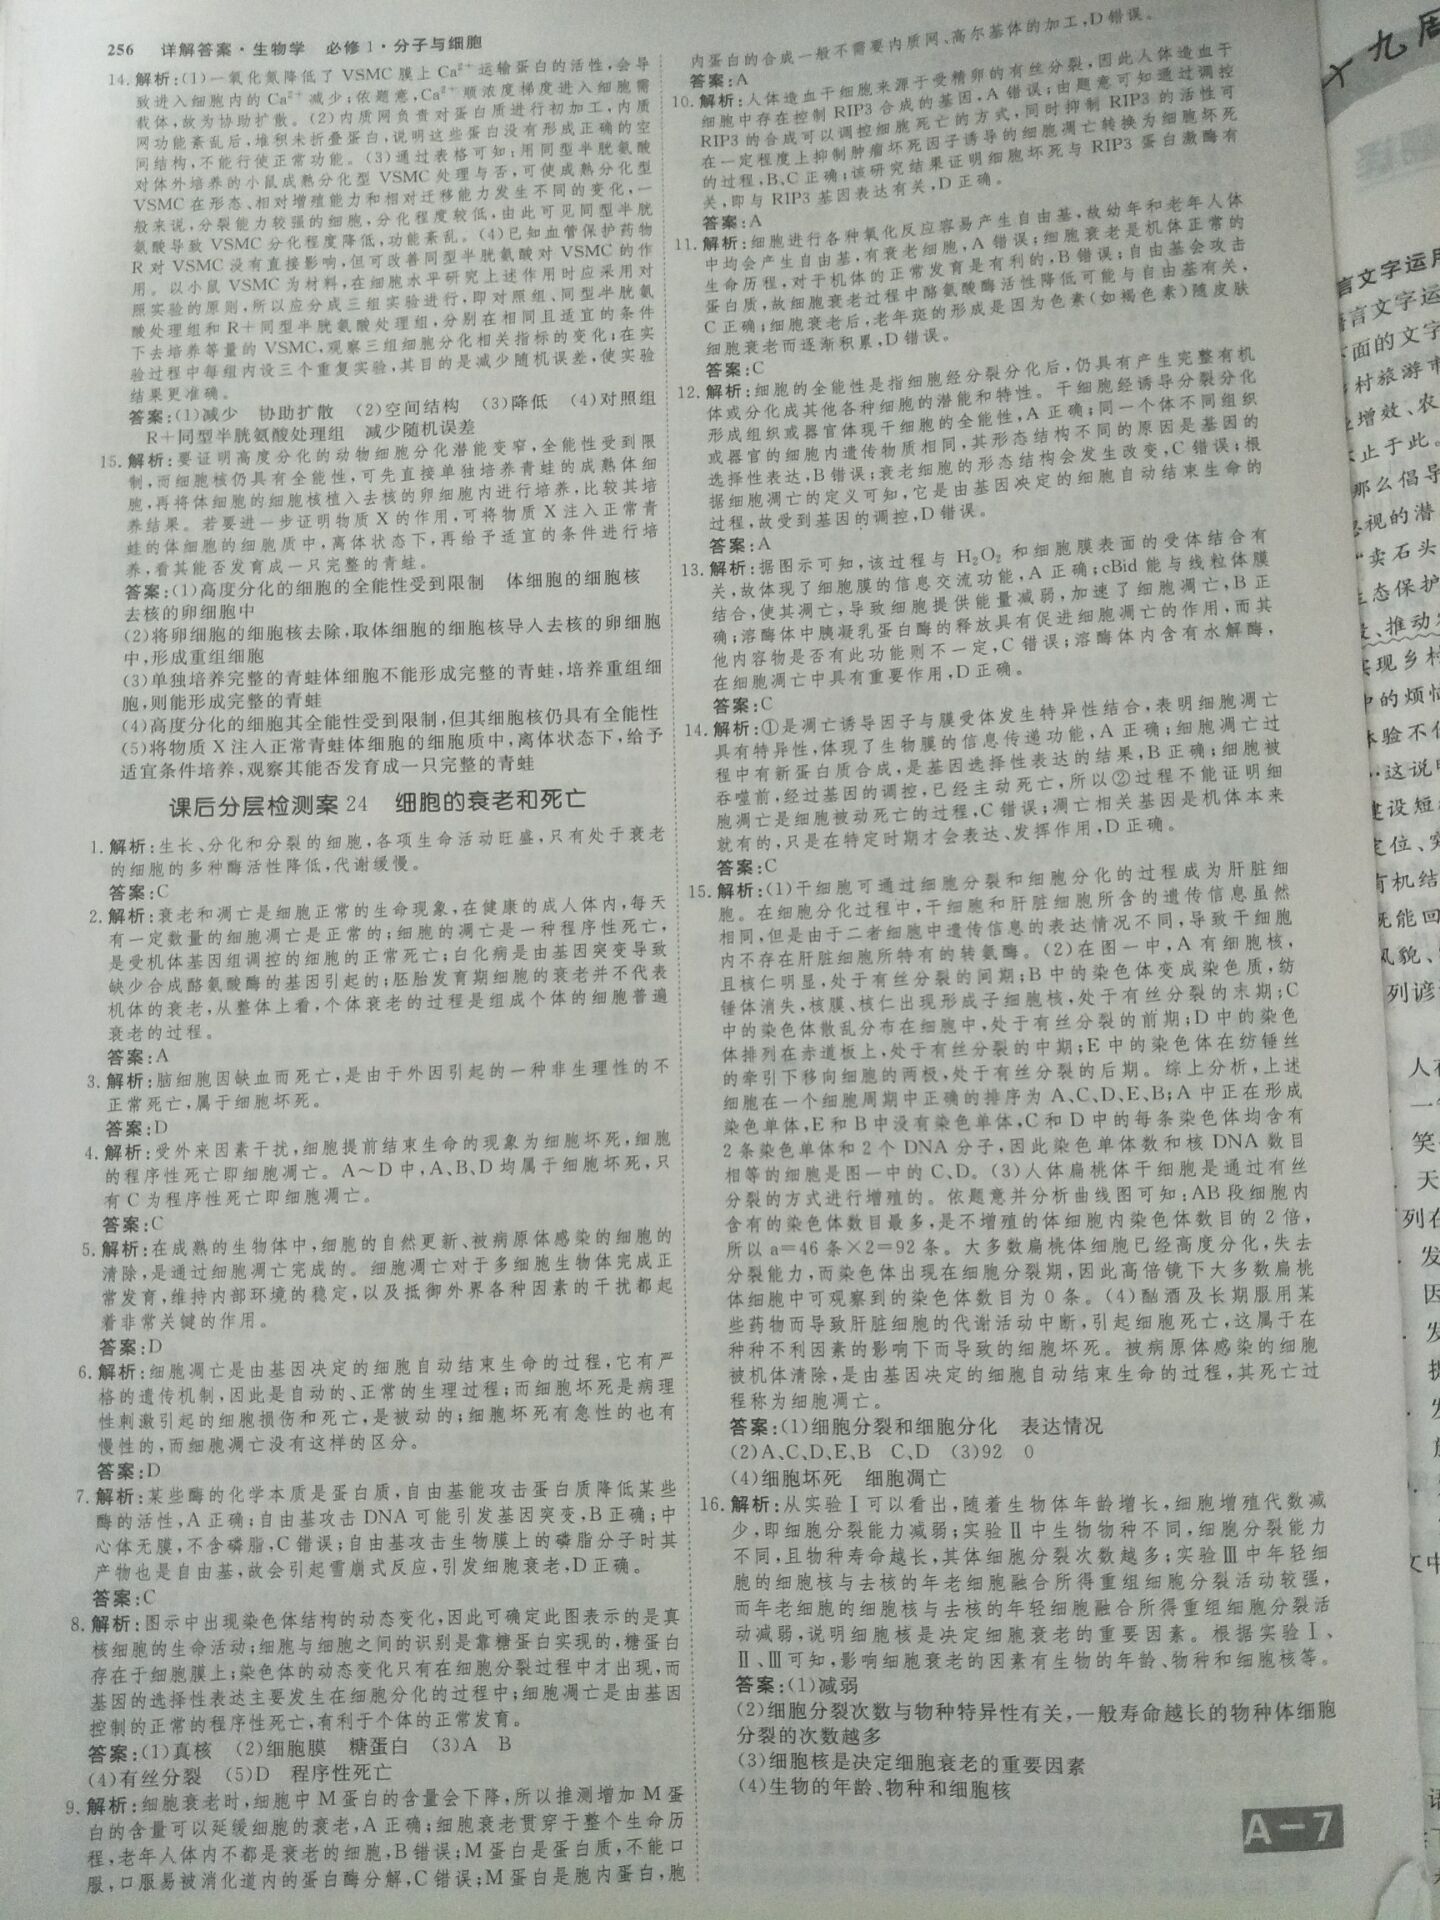 256 详解答案·生物学 必修1·分子与细胞
14.解析:(1)一氧化氮降低了VSMC膜上Ca²⁺运输蛋白的活性,会导
致进入细胞内的Ca²⁺减少;依题意,Ca²⁺顺浓度梯度进入细胞需
载体,故为协助扩散。(2)内质网负责对蛋白质进行初加工,内质
网功能紊乱后,堆积未折叠蛋白,说明这些蛋白没有形成正确的空
间结构,不能行使正常功能。(3)通过表格可知:用同型半胱氨酸
对体外培养的小鼠成熟分化型VSMC处理与否,可使成熟分化型
VSMC在形态、相对增殖能力和相对迁移能力发生不同的变化,一
般来说,分裂能力较强的细胞,分化程度较低,由此可见同型半胱
氨酸导致VSMC分化程度降低,功能紊乱。(4)已知血管保护药物
R对VSMC没有直接影响,但可改善同型半胱氨酸对VSMC的作
用。以小鼠VSMC为材料,在细胞水平研究上述作用时应采用对
照实验的原则,所以应分成三组实验进行,即对照组、同型半胱氨
酸处理组和R+同型半胱氨酸处理组,分别在相同且适宜的条件
下去培养等量的VSMC,观察三组细胞分化相关指标的变化;在实
验过程中每组内设三个重复实验,其目的是减少随机误差,使实验
结果更准确。
答案:(1)减少 协助扩散 (2)空间结构 (3)降低 (4)对照组
R+同型半胱氨酸处理组 减少随机误差
15.解析:要证明高度分化的动物细胞分化潜能变窄,全能性受到限
制,而细胞核仍具有全能性,可先直接单独培养青蛙的成熟体细
胞,再将体细胞的细胞核植入去核的卵细胞内进行培养,比较其培
养结果。若要进一步证明物质X的作用,可将物质X注入正常青
蛙的体细胞的细胞质中,离体状态下,再给予适宜的条件进行培
养,看其能否发育成一只完整的青蛙。
答案:(1)高度分化的细胞的全能性受到限制 体细胞的细胞核
去核的卵细胞中
(2)将卵细胞的细胞核去除,取体细胞的细胞核导入去核的卵细胞
中,形成重组细胞
(3)单独培养完整的青蛙体细胞不能形成完整的青蛙,培养重组细
胞,则能形成完整的青蛙
(4)高度分化的细胞其全能性受到限制,但其细胞核仍具有全能性
(5)将物质X注入正常青蛙体细胞的细胞质中,离体状态下,给予
适宜条件培养,观察其能否发育成一只完整的青蛙
课后分层检测案24 细胞的衰老和死亡
1.解析:生长、分化和分裂的细胞,各项生命活动旺盛,只有处于衰老
的细胞的多种酶活性降低,代谢缓慢。
答案:C
2.解析:衰老和凋亡是细胞正常的生命现象,在健康的成人体内,每天
有一定数量的细胞凋亡是正常的;细胞的凋亡是一种程序性死亡,
是受机体基因组调控的细胞的正常死亡;白化病是由基因突变导致
缺少合成酪氨酸酶的基因引起的;胚胎发育期细胞的衰老并不代表
机体的衰老,从整体上看,个体衰老的过程是组成个体的细胞普遍
衰老的过程。
答案:A
3.解析:脑细胞因缺血而死亡,是由于外因引起的一种非生理性的不
正常死亡,属于细胞坏死。
答案:D
4.解析:受外来因素干扰,细胞提前结束生命的现象为细胞坏死,细胞
的程序性死亡即细胞凋亡。A~D中,A、B、D均属于细胞坏死,只
有C为程序性死亡即细胞凋亡。
答案:C
5.解析:在成熟的生物体中,细胞的自然更新、被病原体感染的细胞的
清除,是通过细胞凋亡完成的。细胞凋亡对于多细胞生物体完成正
常发育,维持内部环境的稳定,以及抵御外界各种因素的干扰都起
着非常关键的作用。
答案:D
6.解析:细胞凋亡是由基因决定的细胞自动结束生命的过程,它有严
格的遗传机制,因此是自动的、正常的生理过程;而细胞坏死是病理
性刺激引起的细胞损伤和死亡,是被动的;细胞坏死有急性的也有
慢性的,而细胞凋亡没有这样的区分。
答案:D
7.解析:某些酶的化学本质是蛋白质,自由基能攻击蛋白质降低某些
酶的活性,A正确;自由基攻击DNA可能引发基因突变,B正确;中
心体无膜,不含磷脂,C错误;自由基攻击生物膜上的磷脂分子时其
产物也是自由基,故会引起雪崩式反应,引发细胞衰老,D正确。
答案:C
8.解析:图示中出现染色体结构的动态变化,因此可确定此图表示的是真
核细胞的生命活动;细胞与细胞之间的识别是靠糖蛋白实现的,糖蛋白
存在于细胞膜上;染色体的动态变化只有在细胞分裂过程中才出现,而
基因的选择性表达主要发生在细胞分化的过程中;细胞凋亡是由基因
控制的正常的程序性死亡,有利于个体的正常发育。
答案:(1)真核 (2)细胞膜 糖蛋白 (3)A B
(4)有丝分裂 (5)D 程序性死亡
9.解析:细胞衰老时,细胞中M蛋白的含量会下降,所以推测增加M蛋
白的含量可以延缓细胞的衰老,A正确;细胞衰老贯穿于整个生命历
程,老年人体内不都是衰老的细胞,B错误;M蛋白是蛋白质,不能口
服,口服易被消化道内的蛋白酶分解,C错误;M蛋白是胞内蛋白,胞
内蛋白的合成一般不需要内质网、高尔基体的加工,D错误。
答案:A
10.解析:人体造血干细胞来源于受精卵的有丝分裂,因此人体造血干
细胞中存在控制RIP3合成的基因,A错误;由题意可知通过调控
RIP3的合成可以调控细胞死亡的方式,同时抑制RIP3的活性可
在一定程度上抑制肿瘤坏死因子诱导的细胞凋亡转换为细胞坏死
的过程,B、C正确;该研究结果证明细胞坏死与RIP3蛋白激酶有
关,即与RIP3基因表达有关,D正确。
答案:A
11.解析:细胞进行各种氧化反应容易产生自由基,故幼年和老年人体
中均会产生自由基,有衰老细胞,A错误;细胞衰老是机体正常的
生命历程,对于机体的正常发育是有利的,B错误;自由基会攻击
蛋白质,故细胞衰老过程中酪氨酸酶活性降低可能与自由基有关,
C正确;细胞衰老后,老年斑的形成是因为色素(如褐色素)随皮肤
细胞衰老而逐渐积累,D错误。
答案:C
12.解析:细胞的全能性是指细胞经分裂分化后,仍具有产生完整有机
体或分化成其他各种细胞的潜能和特性。干细胞经诱导分裂分化
形成组织或器官体现干细胞的全能性,A正确;同一个体不同组织
或器官的细胞内遗传物质相同,其形态结构不同的原因是基因的
选择性表达,B错误;衰老细胞的形态结构会发生改变,C错误;根
据细胞凋亡的定义可知,它是由基因决定的细胞自动结束生命的
过程,故受到基因的调控,D错误。
答案:A
13.解析:据图示可知,该过程与H₂O₂和细胞膜表面的受体结合有
关,故体现了细胞膜的信息交流功能,A正确;cBid能与线粒体膜
结合,使其凋亡,导致细胞提供能量减弱,加速了细胞凋亡,B正
确;溶酶体中胰凝乳蛋白酶的释放具有促进细胞凋亡的作用,而其
他内容物是否有此功能则不一定,C错误;溶酶体内含有水解酶,
在细胞凋亡中具有重要作用,D正确。
答案:C
14.解析:①是凋亡诱导因子与膜受体发生特异性结合,表明细胞凋亡
具有特异性,体现了生物膜的信息传递功能,A正确;细胞凋亡过
程中有新蛋白质合成,是基因选择性表达的结果,B正确;细胞被
吞噬前,经过基因的调控,已经主动死亡,所以②过程不能证明细
胞凋亡是细胞被动死亡的过程,C错误;凋亡相关基因是机体本来
就有的,只是在特定时期才会表达、发挥作用,D正确。
答案:C
15.解析:(1)干细胞可通过细胞分裂和细胞分化的过程成为肝脏细
胞。在细胞分化过程中,干细胞和肝脏细胞所含的遗传信息虽然
相同,但是由于二者细胞中遗传信息的表达情况不同,导致干细胞
内不存在肝脏细胞所特有的转氨酶。(2)在图一中,A有细胞核,
且核仁明显,处于有丝分裂的间期;B中的染色体变成染色质,纺
锤体消失,核膜、核仁出现形成子细胞核,处于有丝分裂的末期;C
中的染色体散乱分布在细胞中,处于有丝分裂的前期;D中的染色
体排列在赤道板上,处于有丝分裂的中期;E中的染色体在纺锤丝
的牵引下移向细胞的两极,处于有丝分裂的后期。综上分析,上述
细胞在一个细胞周期中正确的排序为A、C、D、E、B;A中正在形成
染色单体,E和B中没有染色单体,C和D中的每条染色体均含有
2条染色单体和2个DNA分子,因此染色单体数和核DNA数目
相等的细胞是图一中的C、D。(3)人体扁桃体干细胞是通过有丝
分裂的方式进行增殖的。依题意并分析曲线图可知:AB段细胞内
含有的染色体数目最多,是不增殖的体细胞内染色体数目的2倍,
所以a=46条×2=92条。大多数扁桃体细胞已经高度分化,失去
分裂能力,而染色体出现在细胞分裂期,因此高倍镜下大多数扁桃
体细胞中可观察到的染色体数目为0条。(4)酗酒及长期服用某
些药物而导致肝脏细胞的代谢活动中断,引起细胞死亡,这属于在
种种不利因素的影响下而导致的细胞坏死。被病原体感染的细胞
被机体清除,是由基因决定的细胞自动结束生命的过程,其死亡过
程称为细胞凋亡。
答案:(1)细胞分裂和细胞分化 表达情况
(2)A、C、D、E、B C、D (3)92 0
(4)细胞坏死 细胞凋亡
16.解析:从实验Ⅰ可以看出,随着生物体年龄增长,细胞增殖代数减
少,即细胞分裂能力减弱;实验Ⅱ中生物物种不同,细胞分裂能力
不同,且物种寿命越长,其体细胞分裂次数越多;实验Ⅲ中年轻细
胞的细胞核与去核的年老细胞融合所得重组细胞分裂活动较强,
而年老细胞的细胞核与去核的年轻细胞融合所得重组细胞分裂活
动减弱,说明细胞核是决定细胞衰老的重要因素。根据实验Ⅰ、
Ⅱ、Ⅲ可知,影响细胞衰老的因素有生物的年龄、物种和细胞核等。
答案:(1)减弱
(2)细胞分裂次数与物种特异性有关,一般寿命越长的物种体细胞
分裂的次数越多
(3)细胞核是决定细胞衰老的重要因素
(4)生物的年龄、物种和细胞核
A-7
十九周
言文字运用
语言文字运
面的文字
村旅游市
增效、农
止于此。
那么倡导
忽视的潜
“卖石头
生态保护
、推动
实现乡村
中的烦恼
体验不
这说明
建设短
定位、突
有机结
既能回
风貌、
列谚
人
一
笑
天
列在
发
因
发
文中